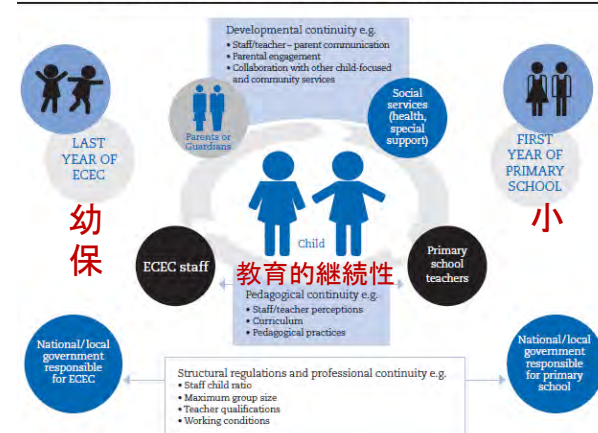 Developmental continuity e.g.
• Staff/teacher – parent communication
• Parental engagement
• Collaboration with other child-focused
and community services
LAST
YEAR OF
ECEC
幼
保
Parents or
Guardians
Social
services
(health,
special
support)
FIRST
YEAR OF
PRIMARY
SCHOOL
小
Child
ECEC staff
教育的継続性
Primary
school
teachers
Pedagogical continuity e.g.
• Staff/teacher perceptions
• Curriculum
• Pedagogical practices
National/local
government
responsible
for ECEC
National/local
government
responsible
for primary
school
Structural regulations and professional continuity e.g.
• Staff child ratio
• Maximum group size
• Teacher qualifications
• Working conditions